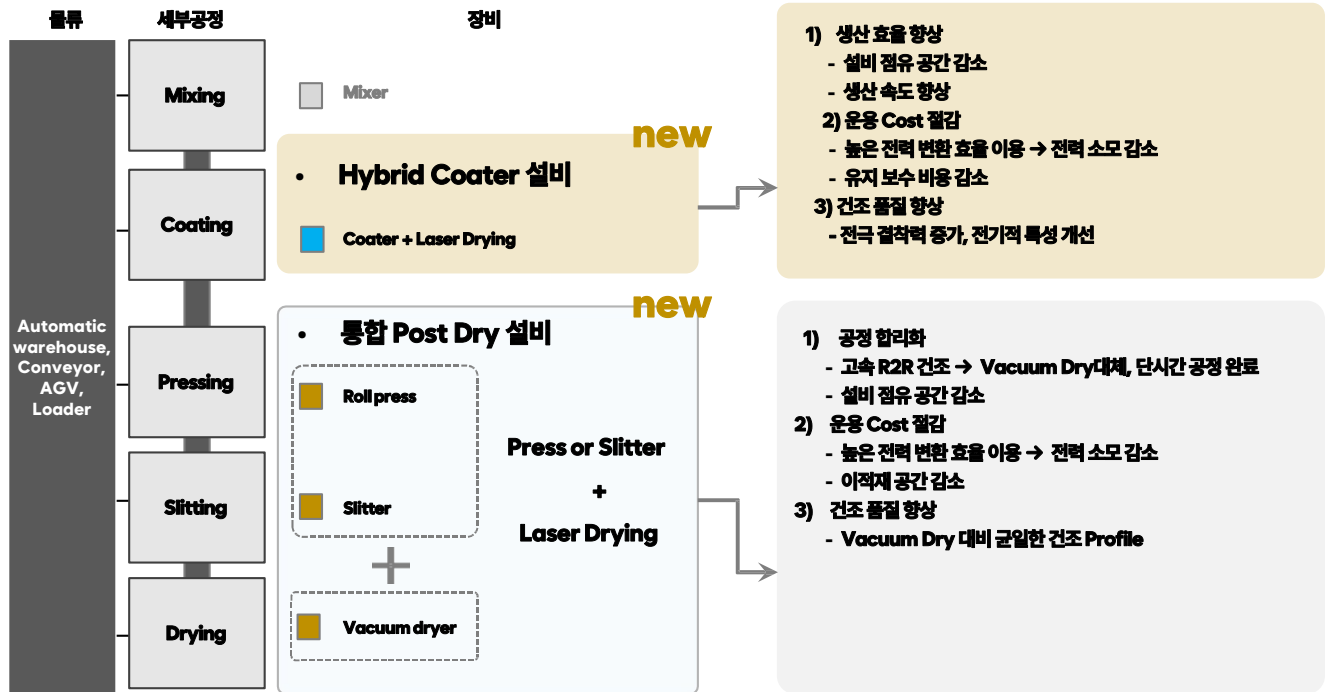 물류
세부공정
장비
Automatic
warehouse,
Conveyor,
AGV,
Loader
Mixing
Coating
Pressing
Slitting
Drying
Mixer
new
• Hybrid Coater 설비
Coater + Laser Drying
new
• 통합 Post Dry 설비
Roll press
Slitter
Vacuum dryer
Press or Slitter
+
Laser Drying
1) 생산 효율 향상
- 설비 점유 공간 감소
- 생산 속도 향상
2) 운용 Cost 절감
- 높은 전력 변환 효율 이용 → 전력 소모 감소
- 유지 보수 비용 감소
3) 건조 품질 향상
- 전극 결착력 증가, 전기적 특성 개선
1) 공정 합리화
- 고속 R2R 건조 → Vacuum Dry대체, 단시간 공정 완료
- 설비 점유 공간 감소
2) 운용 Cost 절감
- 높은 전력 변환 효율 이용 → 전력 소모 감소
- 이적재 공간 감소
3) 건조 품질 향상
- Vacuum Dry 대비 균일한 건조 Profile